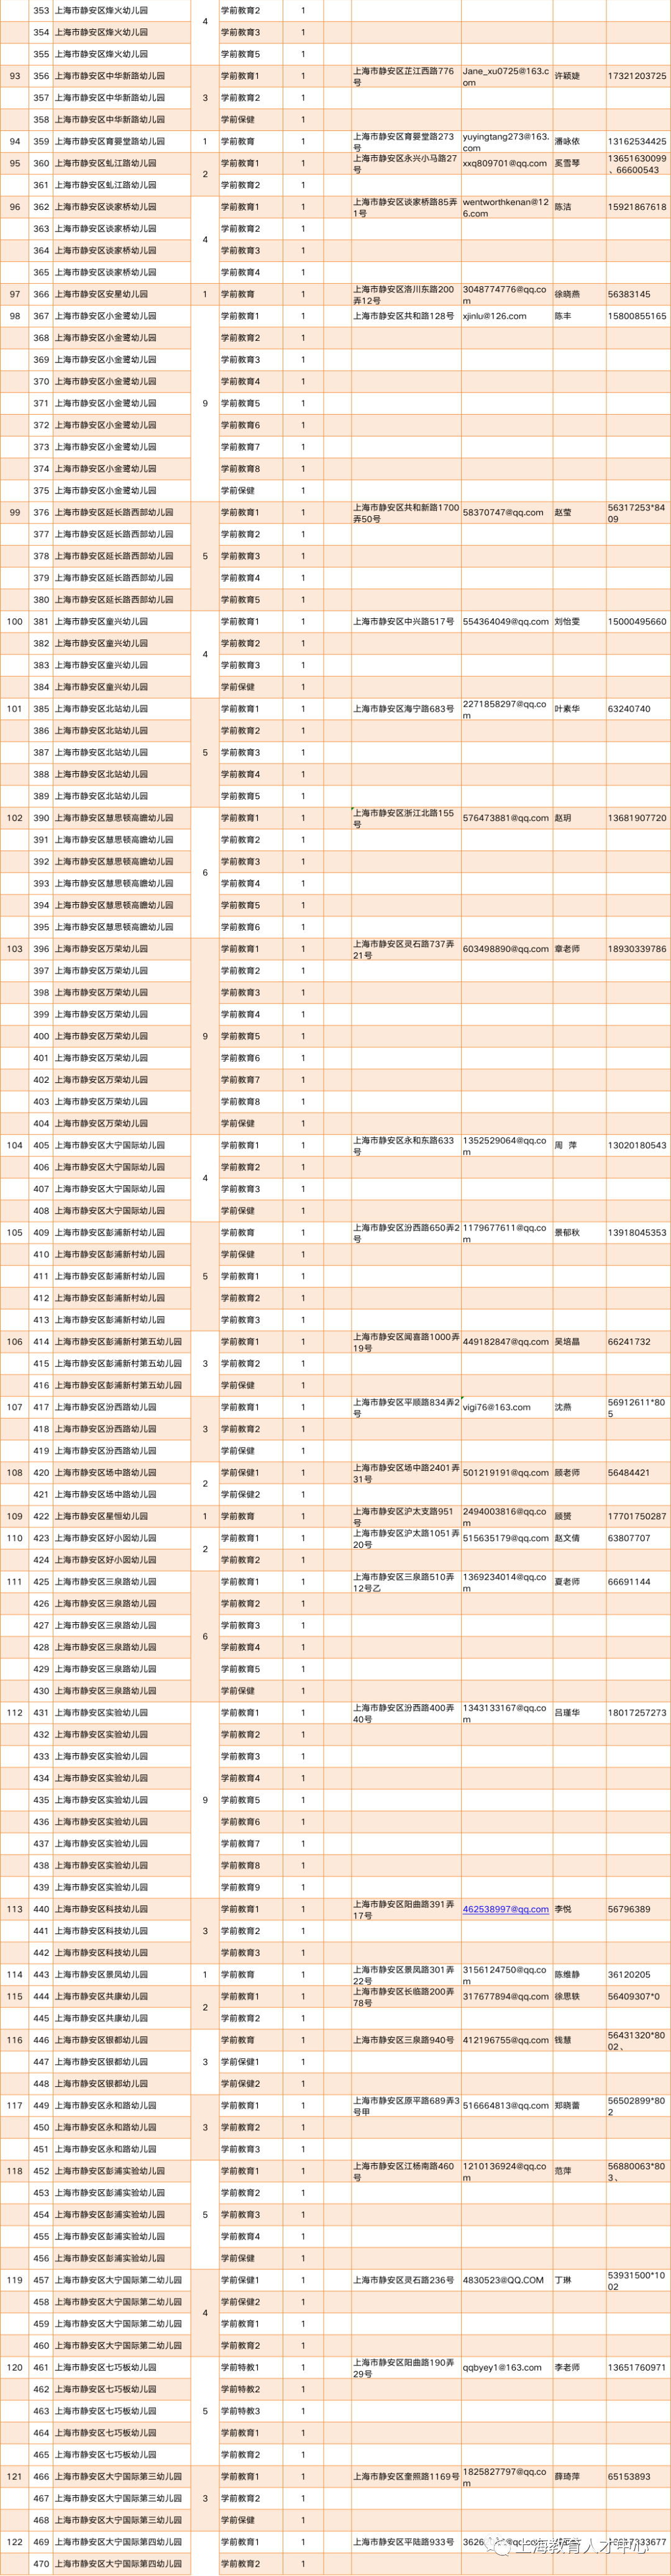 353 上海市静安区烽火幼儿园 4 学前教育2 1
354 上海市静安区烽火幼儿园 学前教育3 1
355 上海市静安区烽火幼儿园 学前教育5 1
93 356 上海市静安区中华新路幼儿园 3 学前教育1 1 上海市静安区芷江西路776号 Jane_xu0725@163.com 许颖婕 17321203725
357 上海市静安区中华新路幼儿园 学前教育2 1
358 上海市静安区中华新路幼儿园 学前保健 1
94 359 上海市静安区育婴堂路幼儿园 1 学前教育 1 上海市静安区育婴堂路273号 yuyingtang273@163.com 潘咏依 13162534425
95 360 上海市静安区虬江路幼儿园 2 学前教育1 1 上海市静安区永兴小马路27号 xxq809701@qq.com 奚雪琴 13651630099、66600543
361 上海市静安区虬江路幼儿园 学前教育2 1
96 362 上海市静安区谈家桥幼儿园 4 学前教育1 1 上海市静安区谈家桥路85弄1号 wentworthkenan@126.com 陈洁 15921867618
363 上海市静安区谈家桥幼儿园 学前教育2 1
364 上海市静安区谈家桥幼儿园 学前教育3 1
365 上海市静安区谈家桥幼儿园 学前教育4 1
97 366 上海市静安区安星幼儿园 1 学前教育 1 上海市静安区洛川东路200弄12号 3048774776@qq.com 徐晓燕 56383145
98 367 上海市静安区小金鹭幼儿园 9 学前教育1 1 上海市静安区共和路128号 xjinlu@126.com 陈丰 15800855165
368 上海市静安区小金鹭幼儿园 学前教育2 1
369 上海市静安区小金鹭幼儿园 学前教育3 1
370 上海市静安区小金鹭幼儿园 学前教育4 1
371 上海市静安区小金鹭幼儿园 学前教育5 1
372 上海市静安区小金鹭幼儿园 学前教育6 1
373 上海市静安区小金鹭幼儿园 学前教育7 1
374 上海市静安区小金鹭幼儿园 学前教育8 1
375 上海市静安区小金鹭幼儿园 学前保健 1
99 376 上海市静安区延长路西部幼儿园 5 学前教育1 1 上海市静安区共和新路1700弄50号 58370747@qq.com 赵莹 56317253*8409
377 上海市静安区延长路西部幼儿园 学前教育2 1
378 上海市静安区延长路西部幼儿园 学前教育3 1
379 上海市静安区延长路西部幼儿园 学前教育4 1
380 上海市静安区延长路西部幼儿园 学前教育5 1
100 381 上海市静安区童兴幼儿园 4 学前教育1 1 上海市静安区中兴路517号 554364049@qq.com 刘怡雯 15000495660
382 上海市静安区童兴幼儿园 学前教育2 1
383 上海市静安区童兴幼儿园 学前教育3 1
384 上海市静安区童兴幼儿园 学前保健 1
101 385 上海市静安区北站幼儿园 5 学前教育1 1 上海市静安区海宁路683号 2271858297@qq.com 叶素华 63240740
386 上海市静安区北站幼儿园 学前教育2 1
387 上海市静安区北站幼儿园 学前教育3 1
388 上海市静安区北站幼儿园 学前教育4 1
389 上海市静安区北站幼儿园 学前教育5 1
102 390 上海市静安区慧思顿高瞻幼儿园 6 学前教育1 1 上海市静安区浙江北路155号 576473881@qq.com 赵玥 13681907720
391 上海市静安区慧思顿高瞻幼儿园 学前教育2 1
392 上海市静安区慧思顿高瞻幼儿园 学前教育3 1
393 上海市静安区慧思顿高瞻幼儿园 学前教育4 1
394 上海市静安区慧思顿高瞻幼儿园 学前教育5 1
395 上海市静安区慧思顿高瞻幼儿园 学前教育6 1
103 396 上海市静安区万荣幼儿园 9 学前教育1 1 上海市静安区灵石路737弄21号 603498890@qq.com 章老师 18930339786
397 上海市静安区万荣幼儿园 学前教育2 1
398 上海市静安区万荣幼儿园 学前教育3 1
399 上海市静安区万荣幼儿园 学前教育4 1
400 上海市静安区万荣幼儿园 学前教育5 1
401 上海市静安区万荣幼儿园 学前教育6 1
402 上海市静安区万荣幼儿园 学前教育7 1
403 上海市静安区万荣幼儿园 学前教育8 1
404 上海市静安区万荣幼儿园 学前保健 1
104 405 上海市静安区大宁国际幼儿园 4 学前教育1 1 上海市静安区永和东路633号 1352529064@qq.com 周 萍 13020180543
406 上海市静安区大宁国际幼儿园 学前教育2 1
407 上海市静安区大宁国际幼儿园 学前教育3 1
408 上海市静安区大宁国际幼儿园 学前保健 1
105 409 上海市静安区彭浦新村幼儿园 5 学前教育 1 上海市静安区汾西路650弄2号 1179677611@qq.com 景郁秋 13918045353
410 上海市静安区彭浦新村幼儿园 学前保健 1
411 上海市静安区彭浦新村幼儿园 学前教育1 1
412 上海市静安区彭浦新村幼儿园 学前教育2 1
413 上海市静安区彭浦新村幼儿园 学前教育3 1
106 414 上海市静安区彭浦新村第五幼儿园 3 学前教育1 1 上海市静安区闻喜路1000弄19号 449182847@qq.com 吴培晶 66241732
415 上海市静安区彭浦新村第五幼儿园 学前教育2 1
416 上海市静安区彭浦新村第五幼儿园 学前保健 1
107 417 上海市静安区汾西路幼儿园 3 学前教育1 1 上海市静安区平顺路834弄2号 vigi76@163.com 沈燕 56912611*805
418 上海市静安区汾西路幼儿园 学前教育2 1
419 上海市静安区汾西路幼儿园 学前保健 1
108 420 上海市静安区场中路幼儿园 2 学前保健1 1 上海市静安区场中路2401弄31号 501219191@qq.com 顾老师 56484421
421 上海市静安区场中路幼儿园 学前保健2 1
109 422 上海市静安区星恒幼儿园 1 学前教育 1 上海市静安区沪太支路951号 2494003816@qq.com 顾赟 17701750287
110 423 上海市静安区好小囡幼儿园 2 学前教育1 1 上海市静安区沪太路1051弄20号 515635179@qq.com 赵文倩 63807707
424 上海市静安区好小囡幼儿园 学前教育2 1
111 425 上海市静安区三泉路幼儿园 6 学前教育1 1 上海市静安区三泉路510弄12号乙 1369234014@qq.com 夏老师 66691144
426 上海市静安区三泉路幼儿园 学前教育2 1
427 上海市静安区三泉路幼儿园 学前教育3 1
428 上海市静安区三泉路幼儿园 学前教育4 1
429 上海市静安区三泉路幼儿园 学前教育5 1
430 上海市静安区三泉路幼儿园 学前保健 1
112 431 上海市静安区实验幼儿园 9 学前教育1 1 上海市静安区汾西路400弄40号 1343133167@qq.com 吕瑾华 18017257273
432 上海市静安区实验幼儿园 学前教育2 1
433 上海市静安区实验幼儿园 学前教育3 1
434 上海市静安区实验幼儿园 学前教育4 1
435 上海市静安区实验幼儿园 学前教育5 1
436 上海市静安区实验幼儿园 学前教育6 1
437 上海市静安区实验幼儿园 学前教育7 1
438 上海市静安区实验幼儿园 学前教育8 1
439 上海市静安区实验幼儿园 学前教育9 1
113 440 上海市静安区科技幼儿园 3 学前教育1 1 上海市静安区阳曲路391弄17号 462538997@qq.com 李悦 56796389
441 上海市静安区科技幼儿园 学前教育2 1
442 上海市静安区科技幼儿园 学前教育3 1
114 443 上海市静安区景凤幼儿园 1 学前教育 1 上海市静安区景凤路301弄22号 3156124750@qq.com 陈维静 36120205
115 444 上海市静安区共康幼儿园 2 学前教育1 1 上海市静安区长临路200弄78号 317677894@qq.com 徐思轶 56409307*0
445 上海市静安区共康幼儿园 学前教育2 1
116 446 上海市静安区银都幼儿园 3 学前教育 1 上海市静安区三泉路940号 412196755@qq.com 钱慧 56431320*8002、
447 上海市静安区银都幼儿园 学前保健1 1
448 上海市静安区银都幼儿园 学前保健2 1
117 449 上海市静安区永和路幼儿园 3 学前教育1 1 上海市静安区原平路689弄3号甲 516664813@qq.com 郑晓蕾 56502899*802
450 上海市静安区永和路幼儿园 学前教育2 1
451 上海市静安区永和路幼儿园 学前教育3 1
118 452 上海市静安区彭浦实验幼儿园 5 学前教育1 1 上海市静安区江杨南路460号 1210136924@qq.com 范萍 56880063*803、
453 上海市静安区彭浦实验幼儿园 学前教育2 1
454 上海市静安区彭浦实验幼儿园 学前教育3 1
455 上海市静安区彭浦实验幼儿园 学前教育4 1
456 上海市静安区彭浦实验幼儿园 学前保健 1
119 457 上海市静安区大宁国际第二幼儿园 4 学前保健1 1 上海市静安区灵石路236号 4830523@QQ.COM 丁琳 53931500*1002
458 上海市静安区大宁国际第二幼儿园 学前保健2 1
459 上海市静安区大宁国际第二幼儿园 学前教育1 1
460 上海市静安区大宁国际第二幼儿园 学前教育2 1
120 461 上海市静安区七巧板幼儿园 5 学前特教1 1 上海市静安区阳曲路190弄29号 qqbyey1@163.com 李老师 13651760971
462 上海市静安区七巧板幼儿园 学前特教2 1
463 上海市静安区七巧板幼儿园 学前特教3 1
464 上海市静安区七巧板幼儿园 学前教育1 1
465 上海市静安区七巧板幼儿园 学前教育2 1
121 466 上海市静安区大宁国际第三幼儿园 3 学前教育1 1 上海市静安区奎照路1169号 1825827797@qq.com 薛琦萍 65153893
467 上海市静安区大宁国际第三幼儿园 学前教育2 1
468 上海市静安区大宁国际第三幼儿园 学前保健 1
122 469 上海市静安区大宁国际第四幼儿园 学前教育1 1 上海市静安区平陆路933号
470 上海市静安区大宁国际第四幼儿园 学前教育2 1
上海教育人才中心